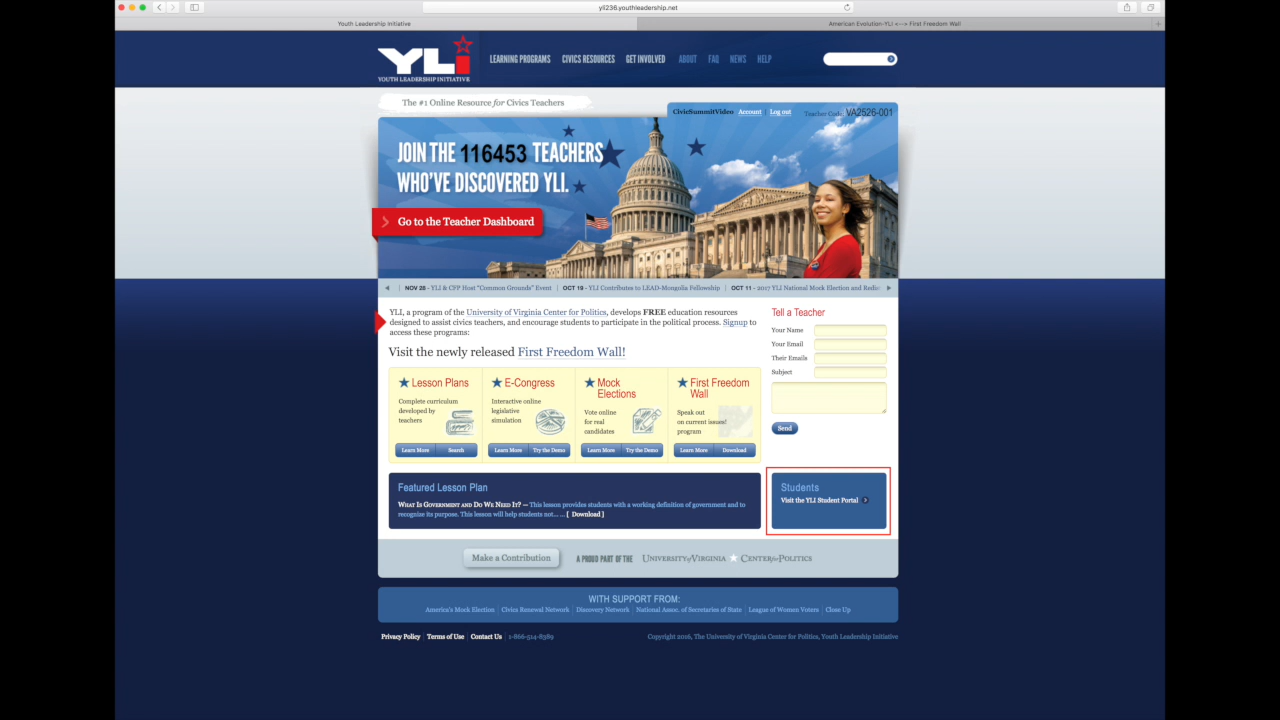 yli236.youthleadership.net
Youth Leadership Initiative
American Evolution-YLI <--> First Freedom Wall
YLi
YOUTH LEADERSHIP INITIATIVE
LEARNING PROGRAMS CIVICS RESOURCES GET INVOLVED ABOUT FAQ NEWS HELP
The #1 Online Resource for Civics Teachers
CivicSummitVideo Account | Log out Teacher Code: VA2526-001
JOIN THE 116453 TEACHERS
WHO'VE DISCOVERED YLI.
Go to the Teacher Dashboard
NOV 28 - YLI & CFP Host "Common Grounds" Event | OCT 19 - YLI Contributes to LEAD-Mongolia Fellowship | OCT 11 - 2017 YLI National Mock Election and Redis
YLI, a program of the University of Virginia Center for Politics, develops FREE education resources
designed to assist civics teachers, and encourage students to participate in the political process. Signup to
access these programs:
Visit the newly released First Freedom Wall!
Lesson Plans
Complete curriculum
developed by
teachers
Learn More Search
E-Congress
Interactive online
legislative
simulation
Learn More Try the Demo
Mock
Elections
Vote online
for real
candidates
Learn More Try the Demo
First Freedom
Wall
Speak out
on current issues!
program
Learn More Download
Tell a Teacher
Your Name
Your Email
Their Emails
Subject
Send
Featured Lesson Plan
What Is Government and Do We Need It? — This lesson provides students with a working definition of government and to
recognize its purpose. This lesson will help students not... ... [ Download ]
Students
Visit the YLI Student Portal
Make a Contribution
A PROUD PART OF THE UNIVERSITY of VIRGINIA CENTER for POLITICS
WITH SUPPORT FROM:
America's Mock Election | Civics Renewal Network | Discovery Network | National Assoc. of Secretaries of State | League of Women Voters | Close Up
Privacy Policy | Terms of Use | Contact Us | 1-866-514-8389
Copyright 2016, The University of Virginia Center for Politics, Youth Leadership Initiative